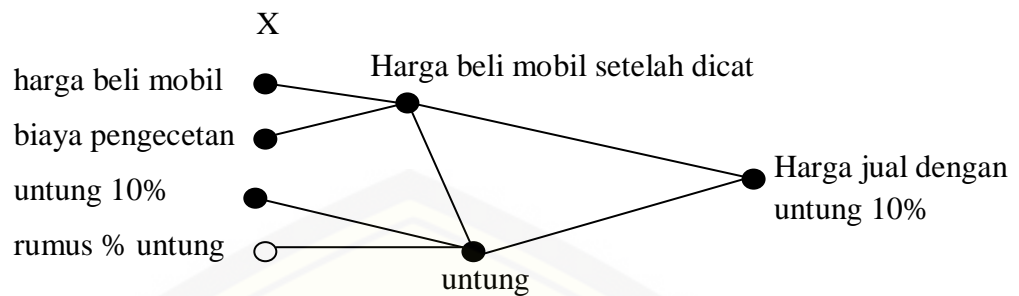 X
harga beli mobil
Harga beli mobil setelah dicat
biaya pengecetan
untung 10%
rumus % untung
untung
Harga jual dengan
untung 10%